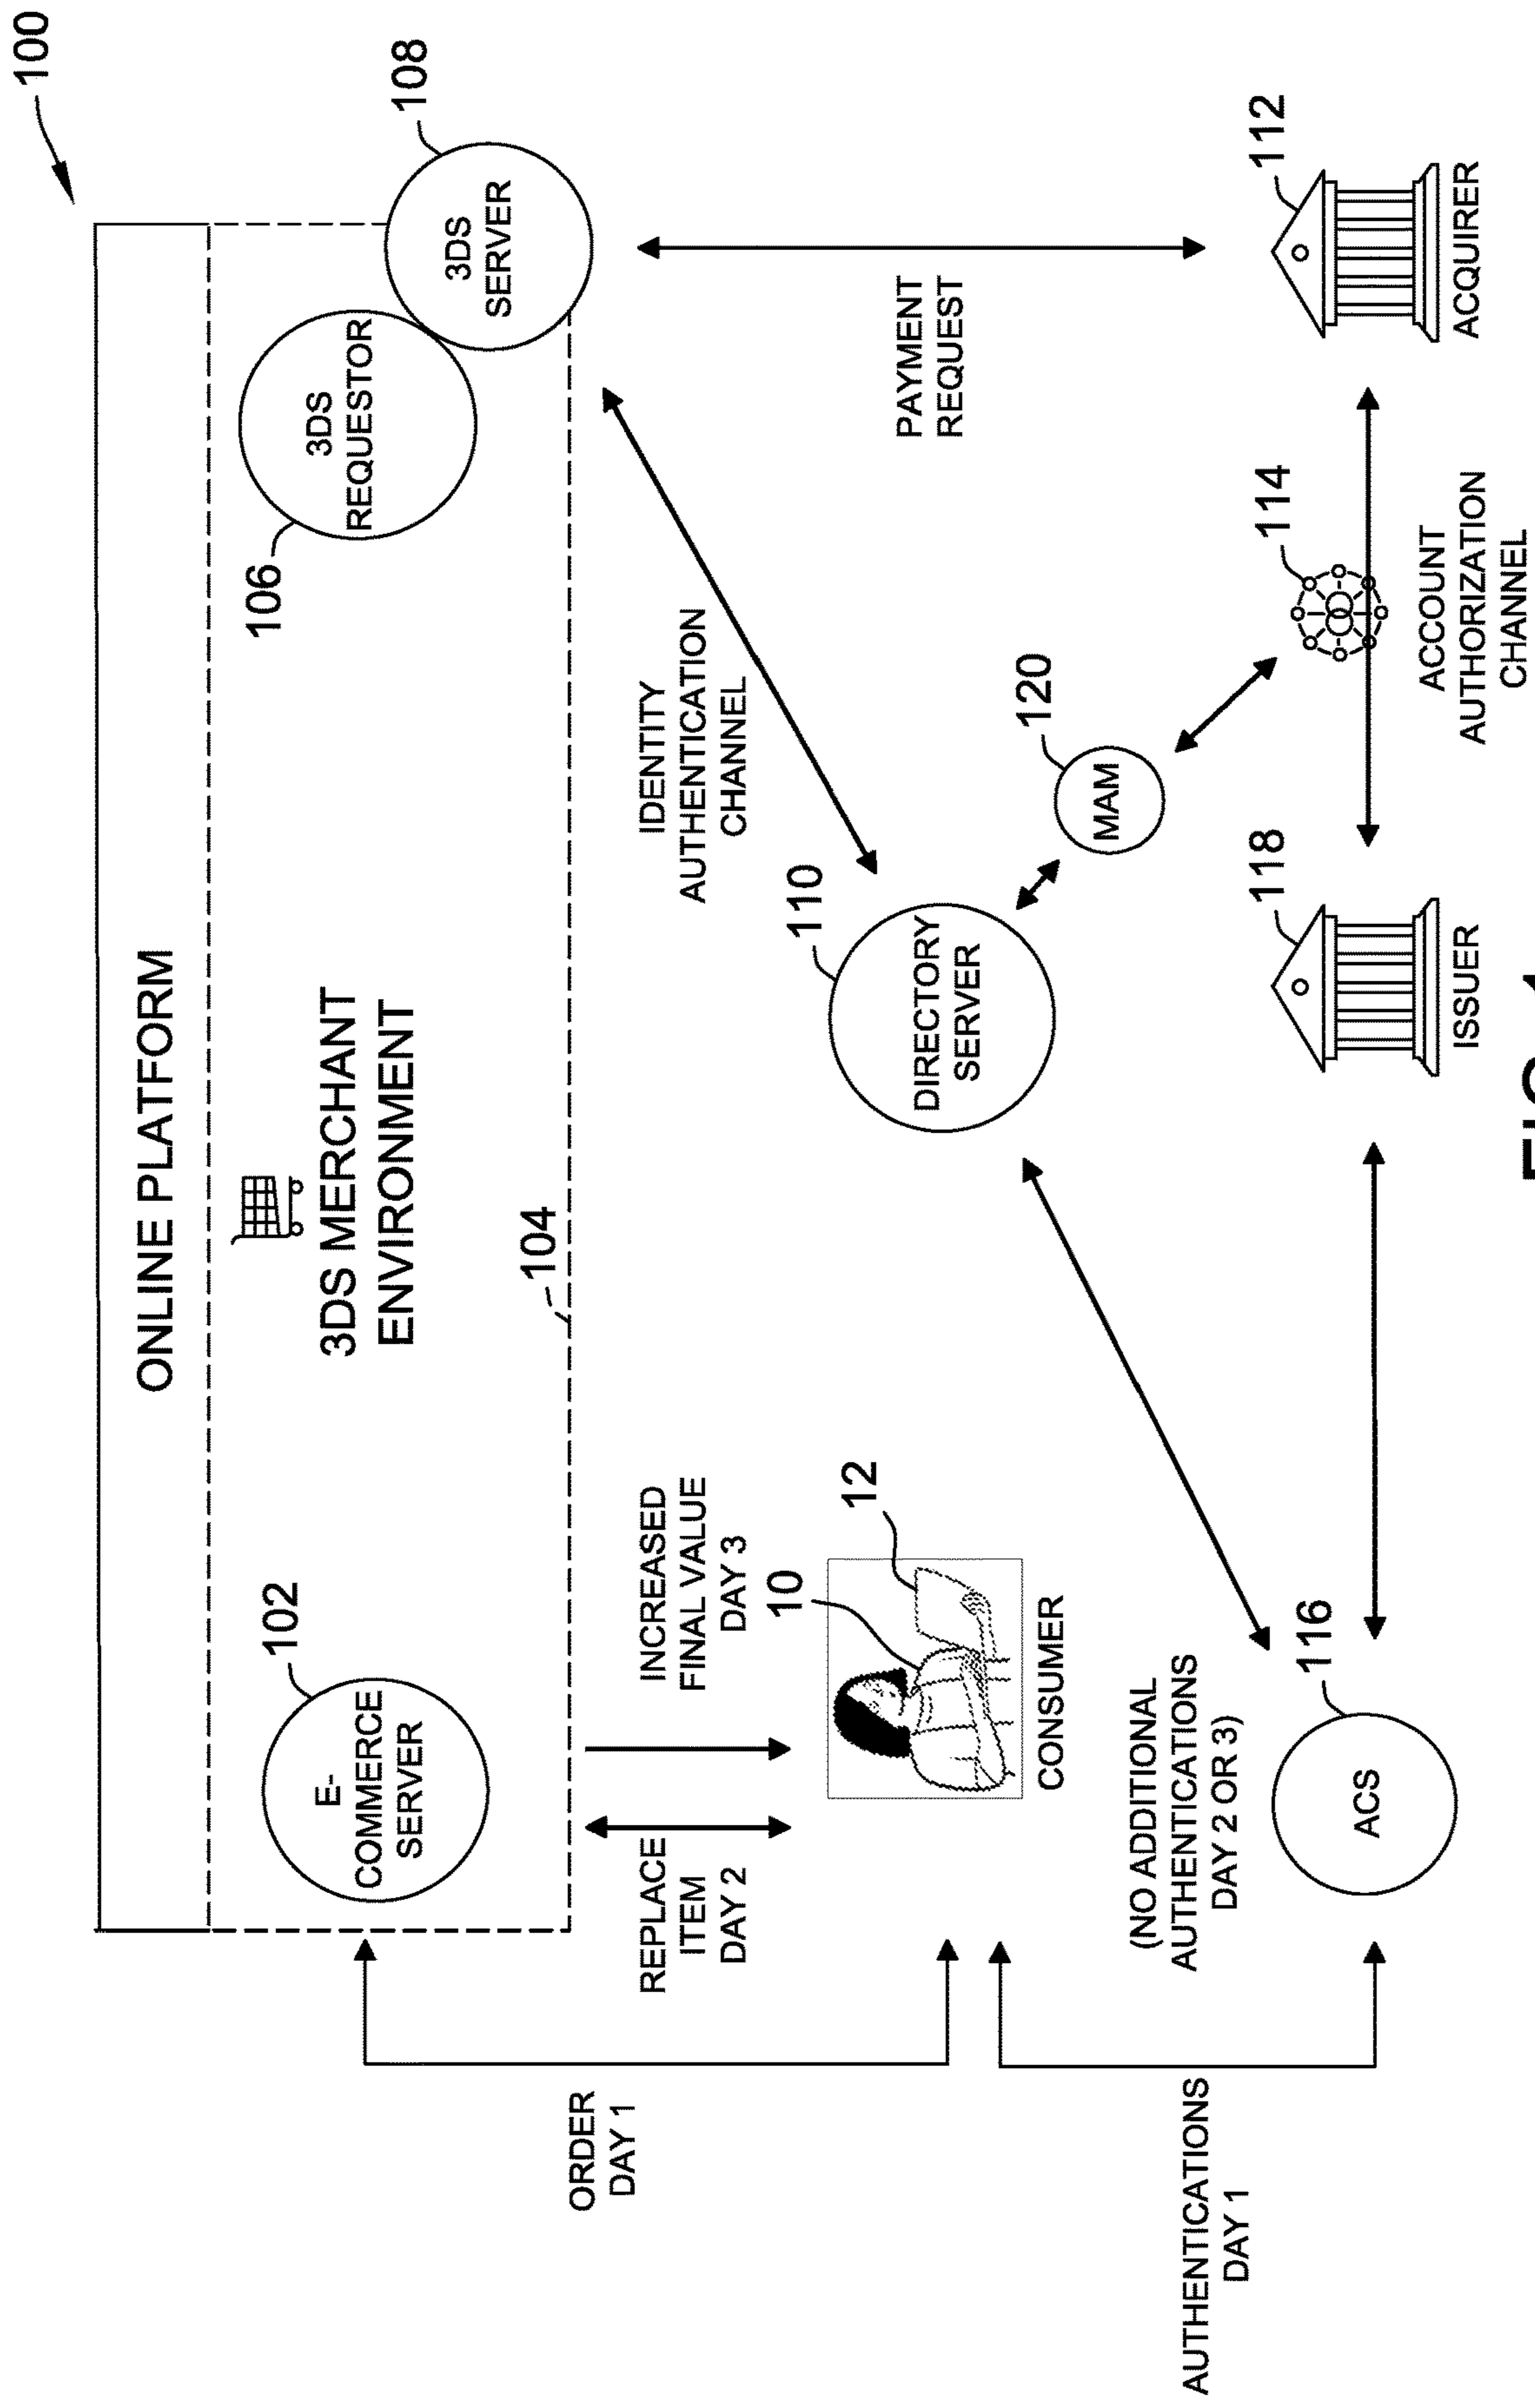 100
ONLINE PLATFORM
3DS MERCHANT
ENVIRONMENT
102
E-
COMMERCE
SERVER
104
106
3DS
REQUESTOR
108
3DS
SERVER
ORDER
DAY 1
REPLACE
ITEM
DAY 2
INCREASED
FINAL VALUE
DAY 3
10
12
CONSUMER
IDENTITY
AUTHENTICATION
CHANNEL
PAYMENT
REQUEST
110
DIRECTORY
SERVER
120
MAM
AUTHENTICATIONS
DAY 1
(NO ADDITIONAL
AUTHENTICATIONS
DAY 2 OR 3)
116
ACS
118
ISSUER
114
ACCOUNT
AUTHORIZATION
CHANNEL
112
ACQUIRER